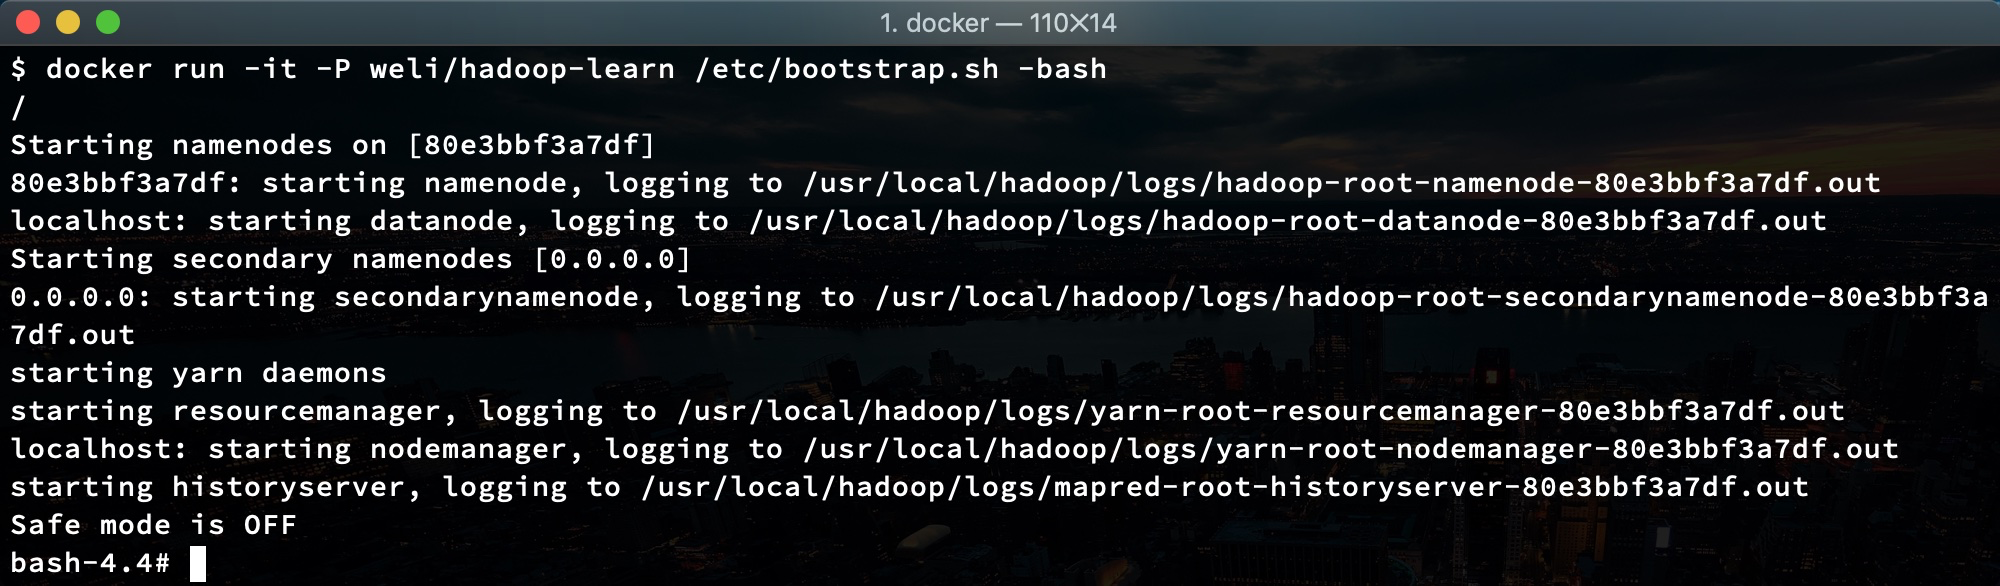 1. docker — 110×14
$ docker run -it -P weli/hadoop-learn /etc/bootstrap.sh -bash
/
Starting namenodes on [80e3bbf3a7df]
80e3bbf3a7df: starting namenode, logging to /usr/local/hadoop/logs/hadoop-root-namenode-80e3bbf3a7df.out
localhost: starting datanode, logging to /usr/local/hadoop/logs/hadoop-root-datanode-80e3bbf3a7df.out
Starting secondary namenodes [0.0.0.0]
0.0.0.0: starting secondarynamenode, logging to /usr/local/hadoop/logs/hadoop-root-secondarynamenode-80e3bbf3a
7df.out
starting yarn daemons
starting resourcemanager, logging to /usr/local/hadoop/logs/yarn-root-resourcemanager-80e3bbf3a7df.out
localhost: starting nodemanager, logging to /usr/local/hadoop/logs/yarn-root-nodemanager-80e3bbf3a7df.out
starting historyserver, logging to /usr/local/hadoop/logs/mapred-root-historyserver-80e3bbf3a7df.out
Safe mode is OFF
bash-4.4#